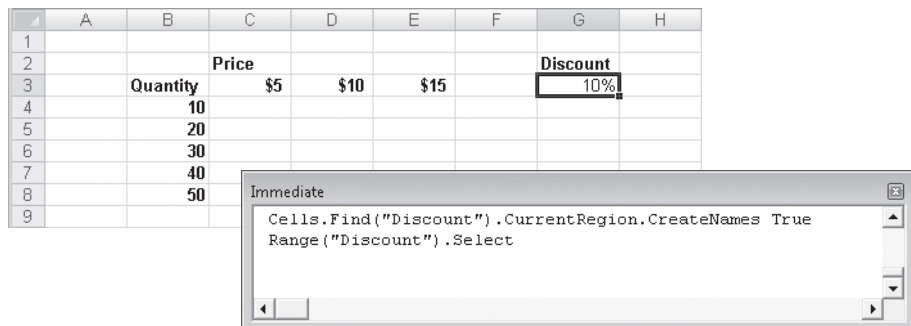 A B C D E F G H
1
2 Price Discount
3 Quantity $5 $10 $15 10%
4 10
5 20
6 30
7 40
8 50
9
Immediate
Cells.Find("Discount").CurrentRegion.CreateNames True
Range("Discount").Select